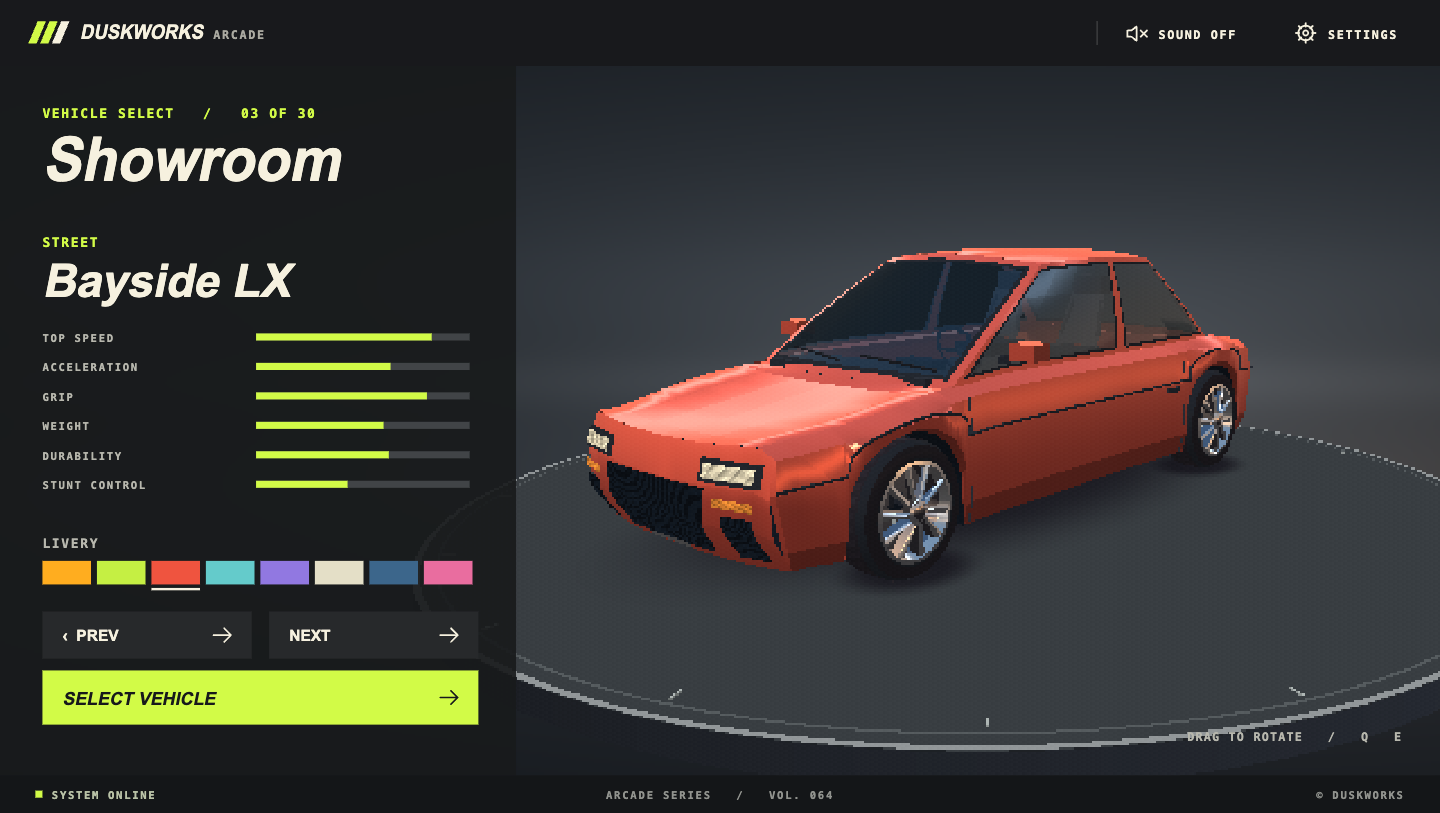 DUSKWORKS ARCADE
SOUND OFF
SETTINGS
VEHICLE SELECT / 03 OF 30
Showroom
STREET
Bayside LX
TOP SPEED
ACCELERATION
GRIP
WEIGHT
DURABILITY
STUNT CONTROL
LIVERY
‹ PREV
NEXT
SELECT VEHICLE
DRAG TO ROTATE / Q E
SYSTEM ONLINE
ARCADE SERIES / VOL. 064
© DUSKWORKS